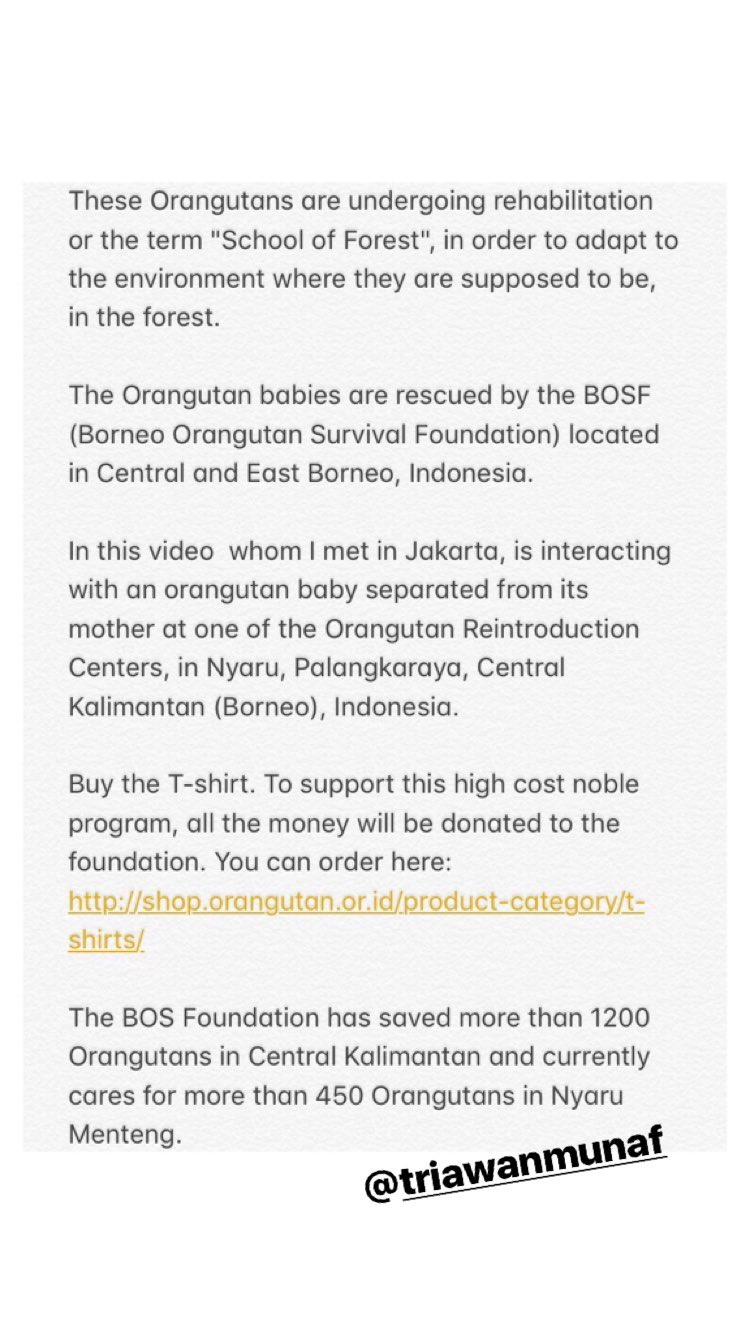 These Orangutans are undergoing rehabilitation
or the term "School of Forest", in order to adapt to
the environment where they are supposed to be,
in the forest.
The Orangutan babies are rescued by the BOSF
(Borneo Orangutan Survival Foundation) located
in Central and East Borneo, Indonesia.
In this video  whom I met in Jakarta, is interacting
with an orangutan baby separated from its
mother at one of the Orangutan Reintroduction
Centers, in Nyaru, Palangkaraya, Central
Kalimantan (Borneo), Indonesia.
Buy the T-shirt. To support this high cost noble
program, all the money will be donated to the
foundation. You can order here:
http://shop.orangutan.or.id/product-category/t-
shirts/
The BOS Foundation has saved more than 1200
Orangutans in Central Kalimantan and currently
cares for more than 450 Orangutans in Nyaru
Menteng.
@triawanmunaf